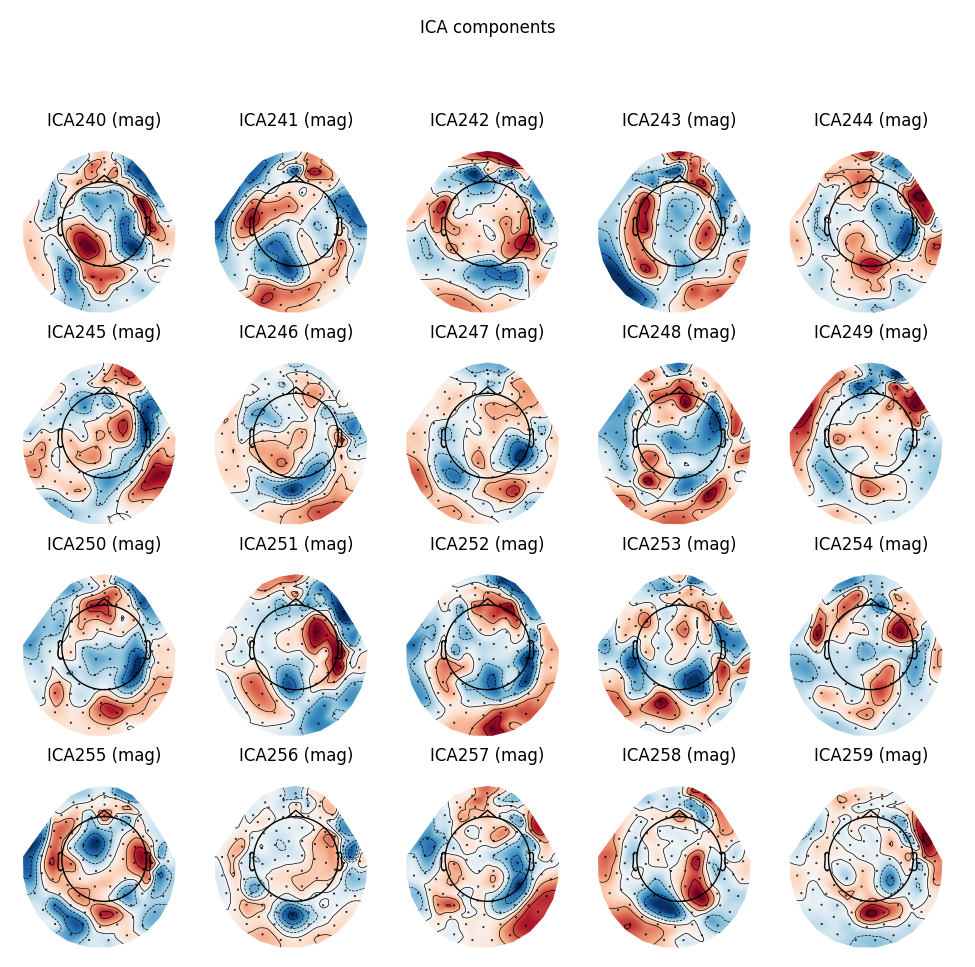 ICA components
ICA240 (mag) ICA241 (mag) ICA242 (mag) ICA243 (mag) ICA244 (mag)
ICA245 (mag) ICA246 (mag) ICA247 (mag) ICA248 (mag) ICA249 (mag)
ICA250 (mag) ICA251 (mag) ICA252 (mag) ICA253 (mag) ICA254 (mag)
ICA255 (mag) ICA256 (mag) ICA257 (mag) ICA258 (mag) ICA259 (mag)